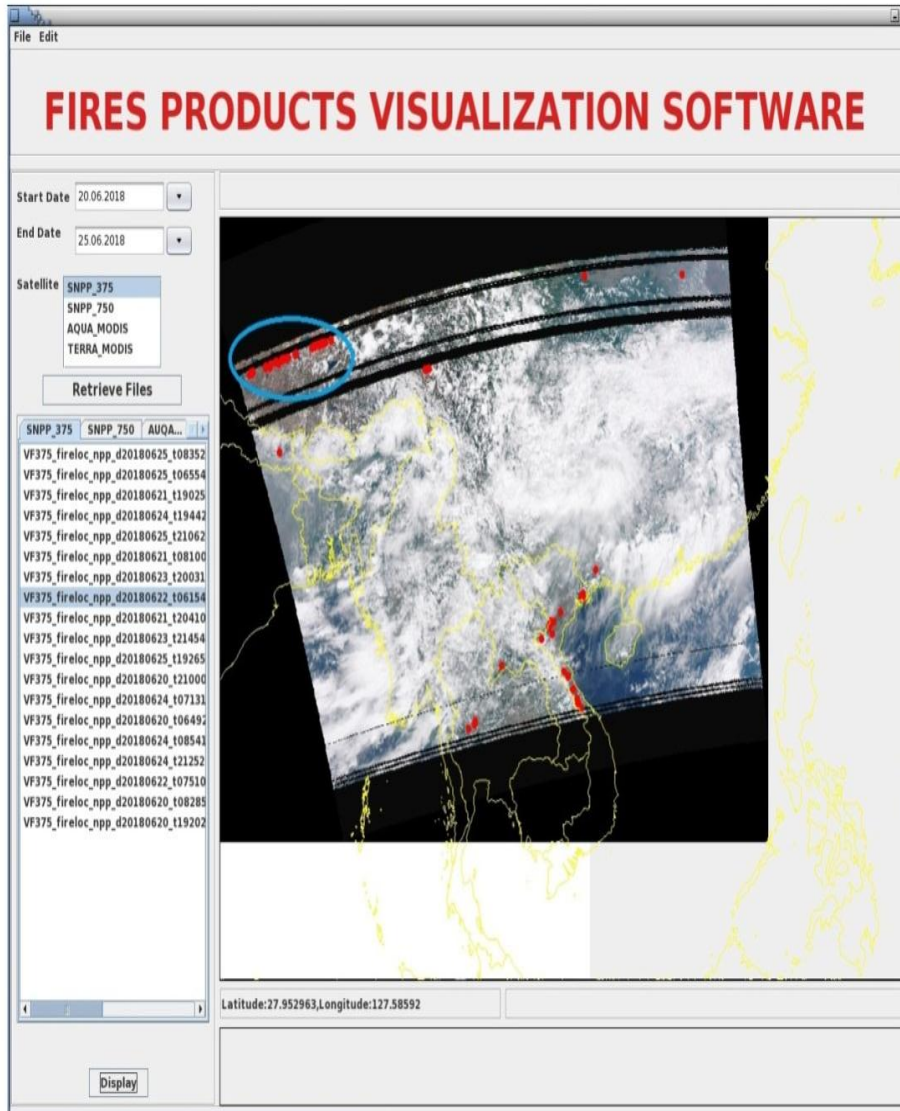 File Edit
FIRES PRODUCTS VISUALIZATION SOFTWARE
Start Date 20.06.2018
End Date 25.06.2018
Satellite SNPP_375
SNPP_750
AQUA_MODIS
TERRA_MODIS
Retrieve Files
SNPP_375 SNPP_750 AUQA...
VF375_fireloc_npp_d20180625_t08352
VF375_fireloc_npp_d20180625_t06554
VF375_fireloc_npp_d20180621_t19025
VF375_fireloc_npp_d20180624_t19442
VF375_fireloc_npp_d20180625_t21062
VF375_fireloc_npp_d20180621_t08100
VF375_fireloc_npp_d20180623_t20031
VF375_fireloc_npp_d20180622_t06154
VF375_fireloc_npp_d20180621_t20410
VF375_fireloc_npp_d20180623_t21454
VF375_fireloc_npp_d20180625_t19265
VF375_fireloc_npp_d20180620_t21000
VF375_fireloc_npp_d20180624_t07131
VF375_fireloc_npp_d20180620_t06492
VF375_fireloc_npp_d20180624_t08541
VF375_fireloc_npp_d20180624_t21252
VF375_fireloc_npp_d20180622_t07510
VF375_fireloc_npp_d20180620_t08285
VF375_fireloc_npp_d20180620_t19202
Latitude:27.952963,Longitude:127.58592
Display